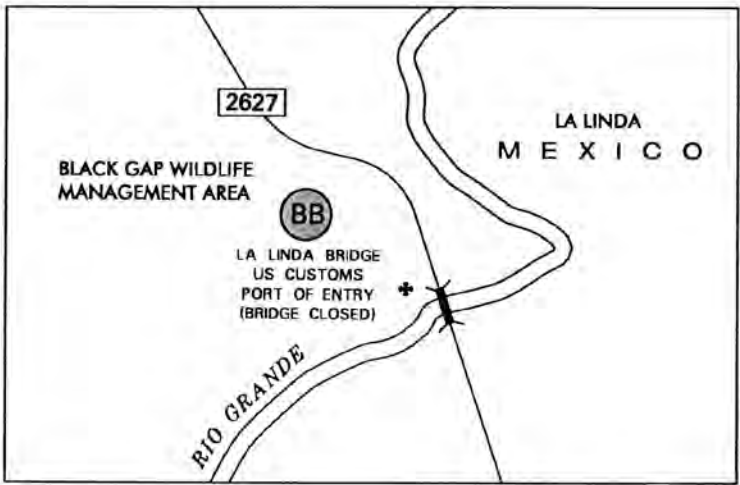 2627
LA LINDA
MEXICO
BLACK GAP WILDLIFE
MANAGEMENT AREA
BB
LA LINDA BRIDGE
US CUSTOMS
PORT OF ENTRY
(BRIDGE CLOSED)
RIO GRANDE